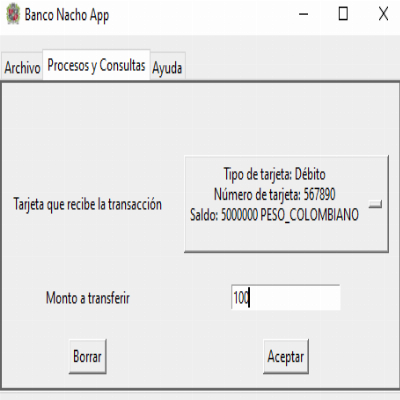 Banco Nacho App
Archivo Procesos y Consultas Ayuda
Tipo de tarjeta: Débito
Número de tarjeta: 567890
Saldo: 5000000 PESO_COLOMBIANO
Tarjeta que recibe la transacción
Monto a transferir 100
Borrar Aceptar